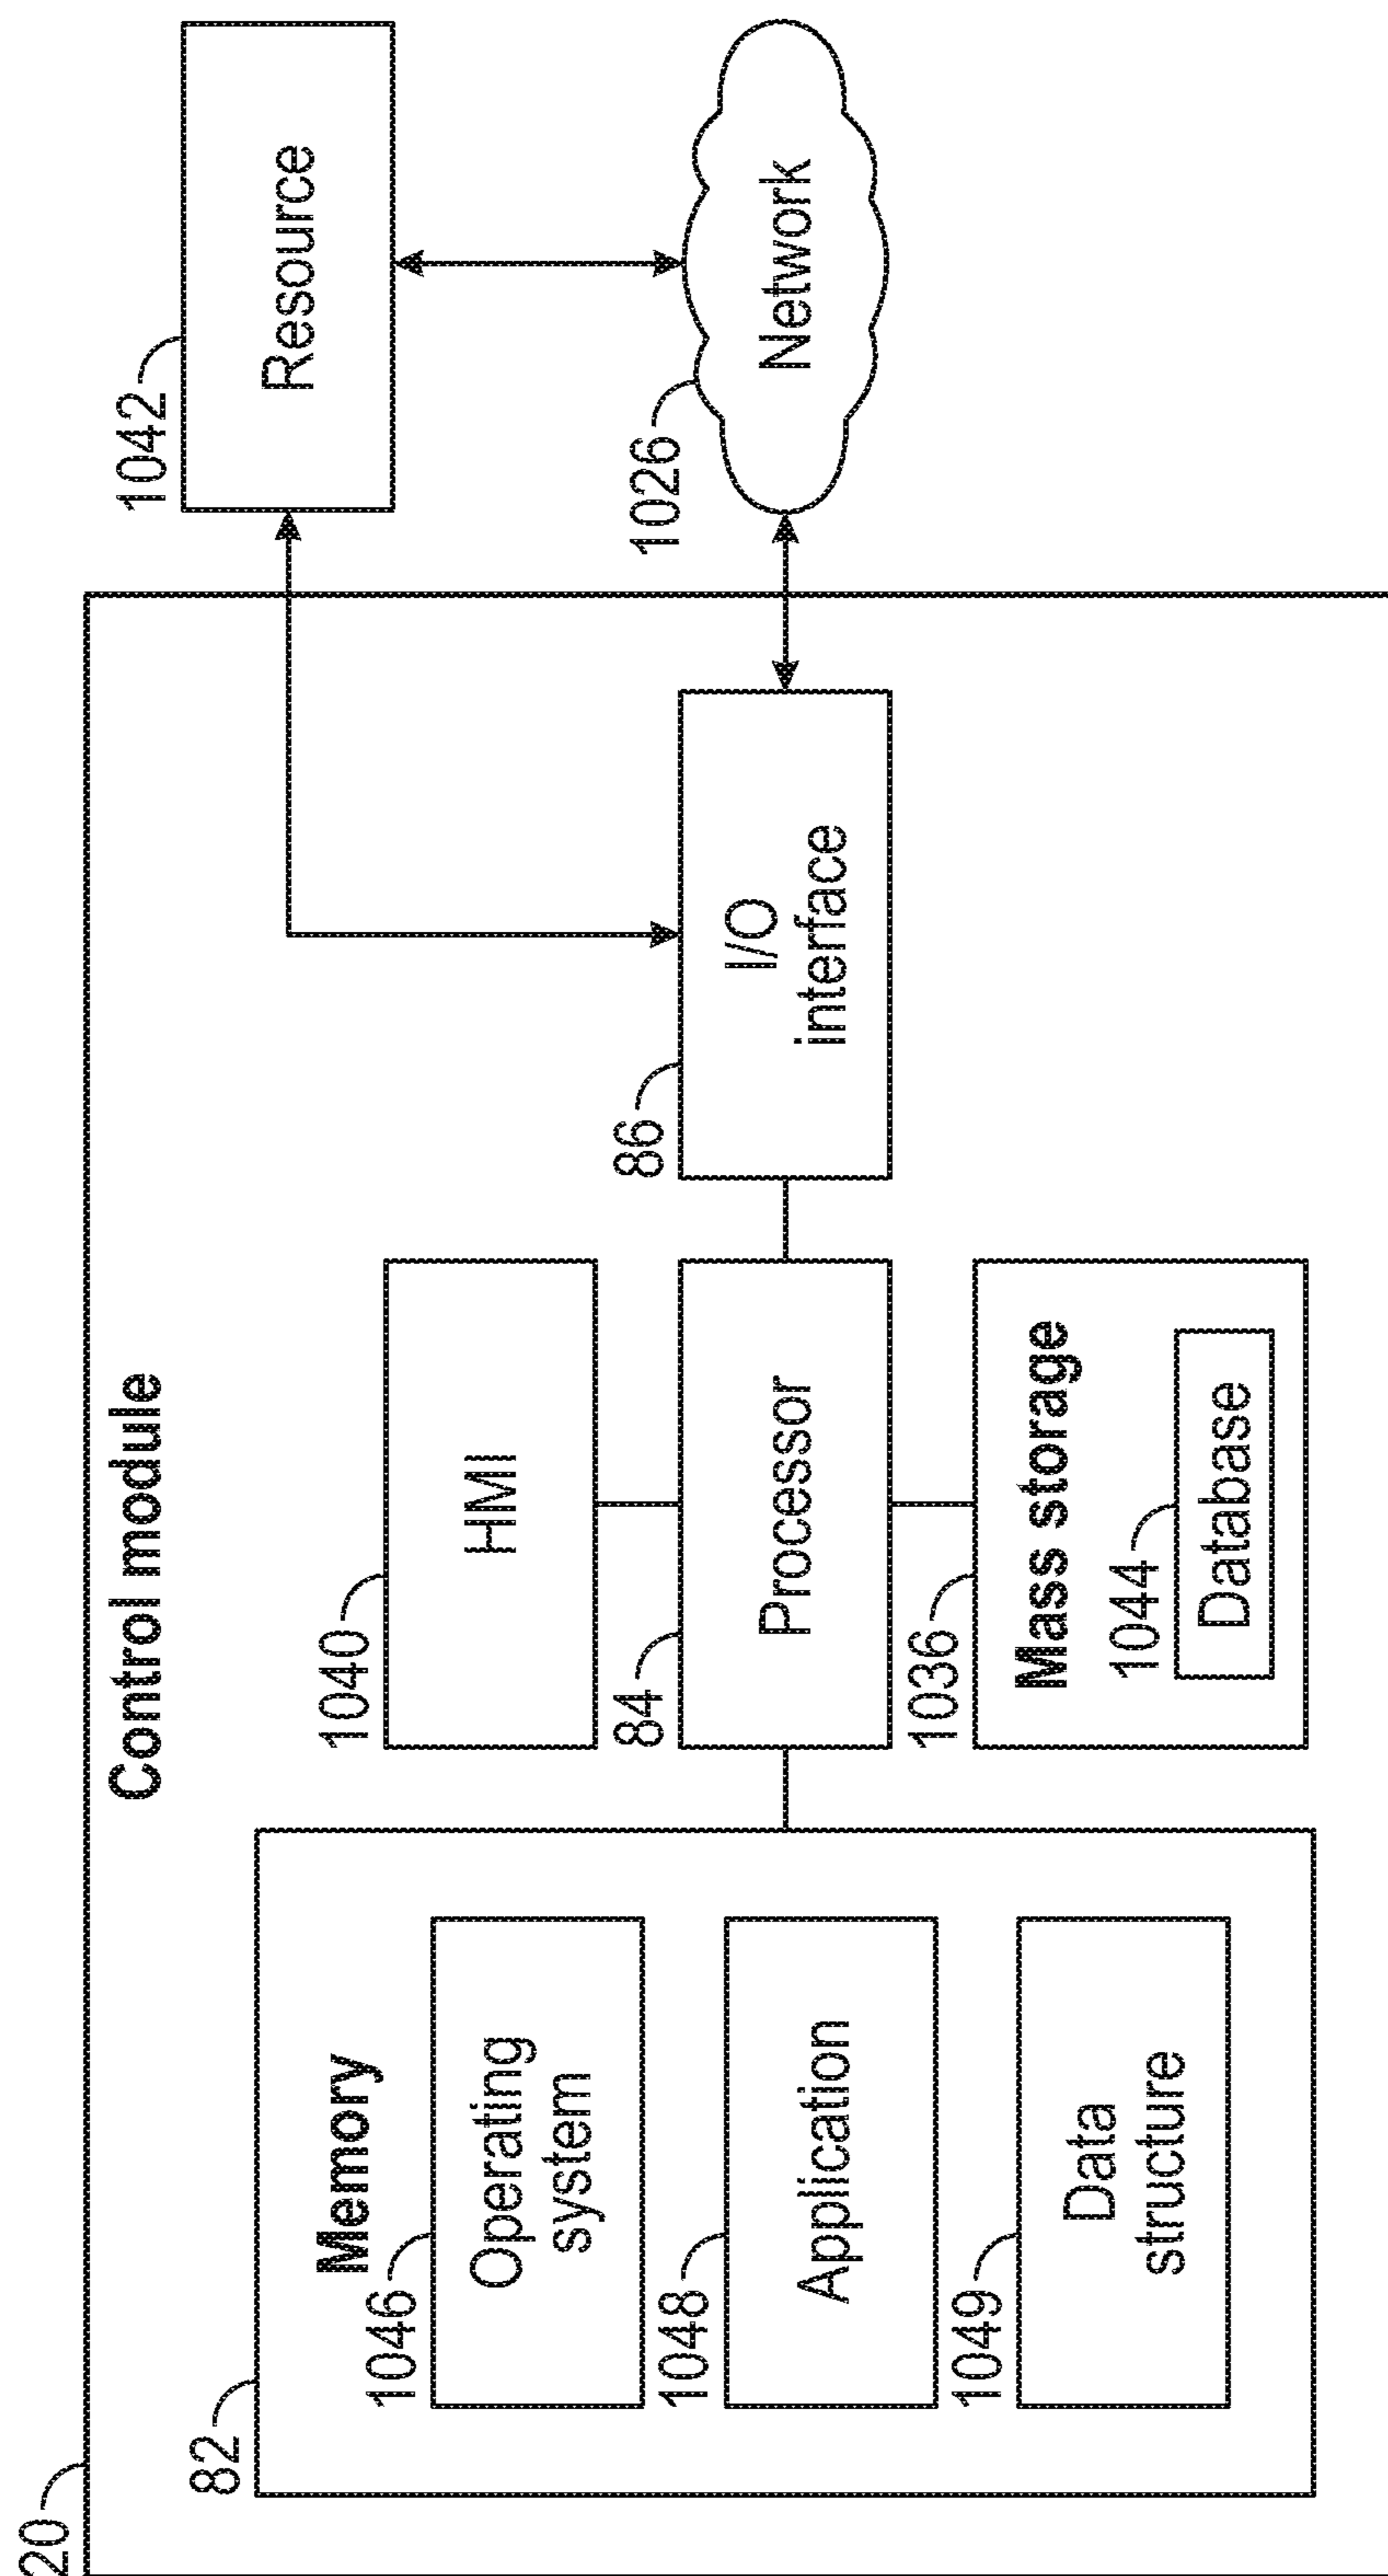 20
Control module
82
Memory
1046
Operating
system
1048
Application
1049
Data
structure
1040
HMI
84
Processor
1036
Mass storage
1044
Database
86
I/O
interface
1042
Resource
1026
Network